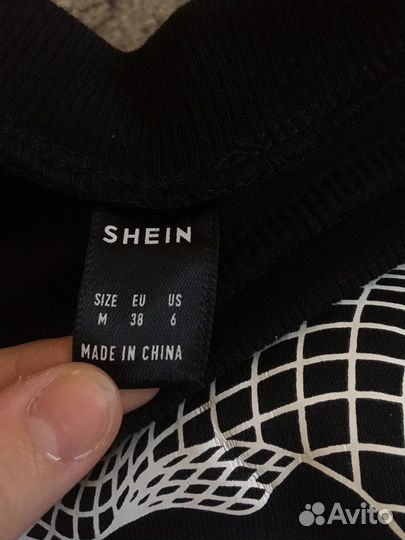 SHEIN
SIZE EU US
M 38 6
MADE IN CHINA
Avito